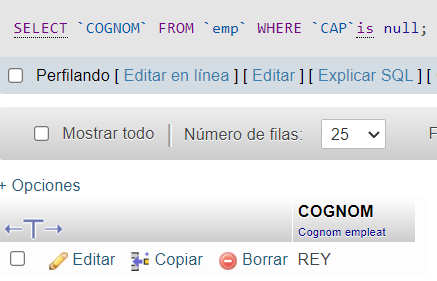 SELECT `COGNOM` FROM `emp` WHERE `CAP`is null;
Perfilando [ Editar en línea ] [ Editar ] [ Explicar SQL ] [
Mostrar todo Número de filas: 25
+ Opciones
←T→ COGNOM
Cognom empleat
Editar Copiar Borrar REY